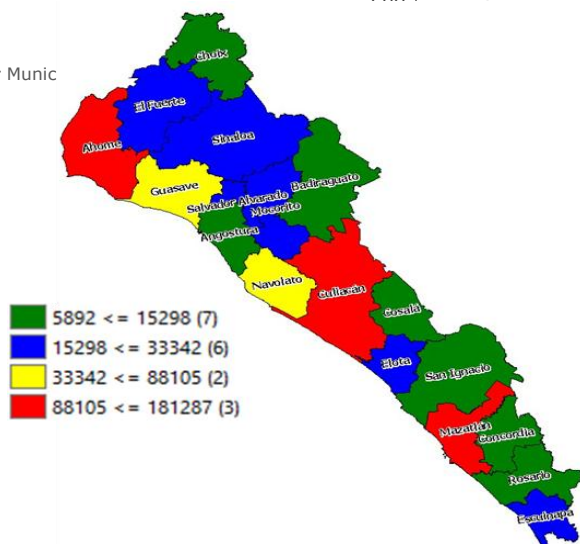 Munic
Choix
El Fuerte
Sinaloa
Ahome
Guasave
Badiraguato
Salvador Alvarado
Mocorito
Angostura
Navolato
Culiacán
Cosalá
5892 <= 15298 (7)
15298 <= 33342 (6)
33342 <= 88105 (2)
88105 <= 181287 (3)
Elota
San Ignacio
Mazatlán
Concordia
Rosario
Escuinapa